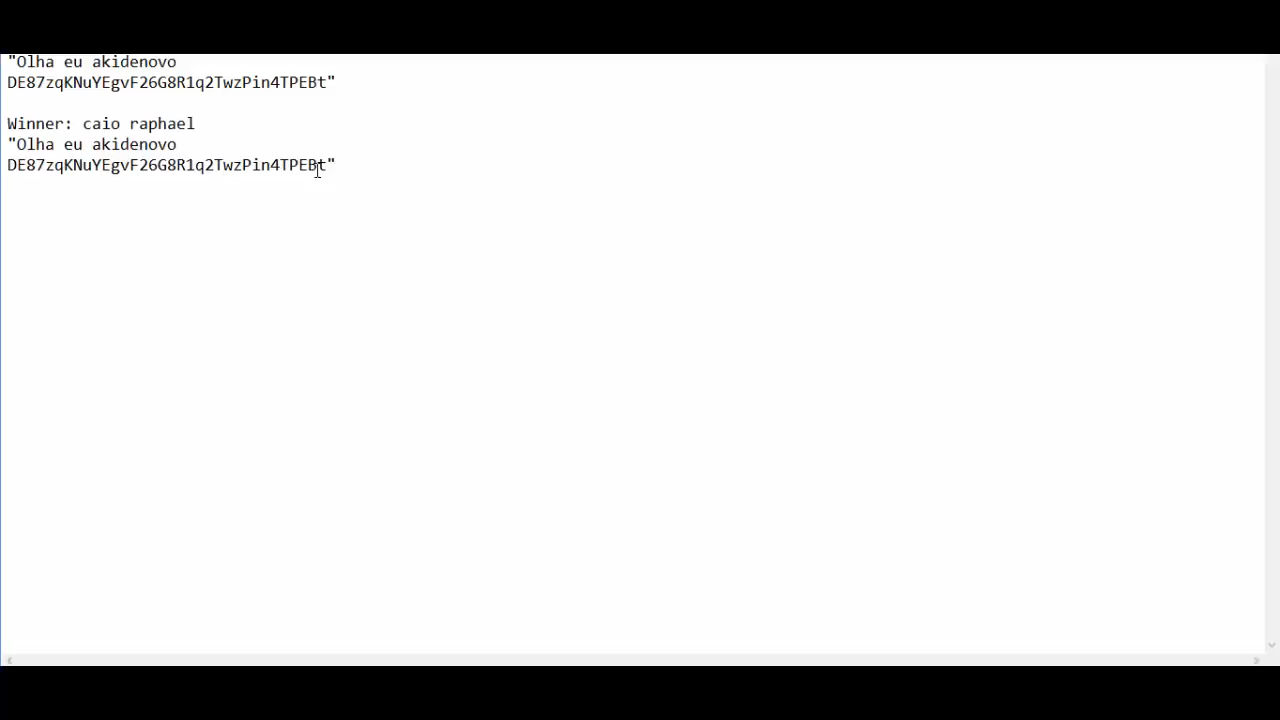 "Olha eu akidenovo
DE87zqKNuYEgvF26G8R1q2TwzPin4TPEBt"
Winner: caio raphael
"Olha eu akidenovo
DE87zqKNuYEgvF26G8R1q2TwzPin4TPEBt"